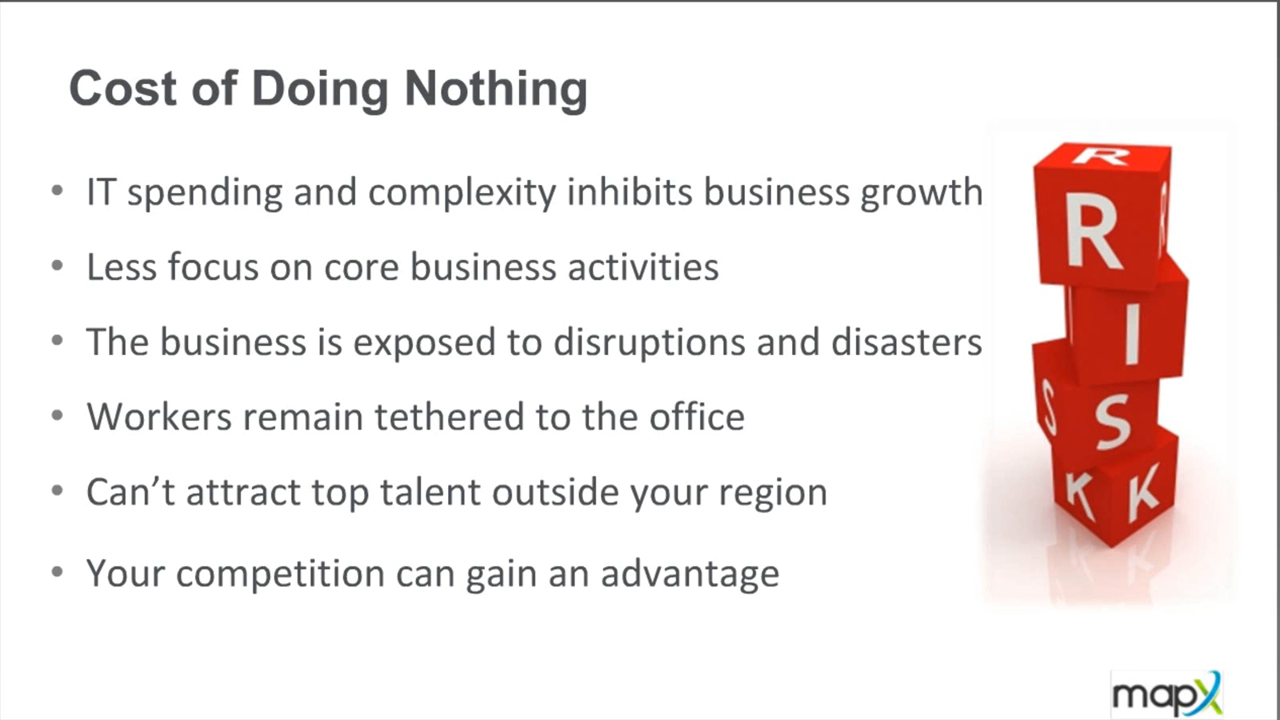 Cost of Doing Nothing
• IT spending and complexity inhibits business growth
• Less focus on core business activities
• The business is exposed to disruptions and disasters
• Workers remain tethered to the office
• Can’t attract top talent outside your region
• Your competition can gain an advantage
R
R
R
I
I
S
S
K
K
mapX